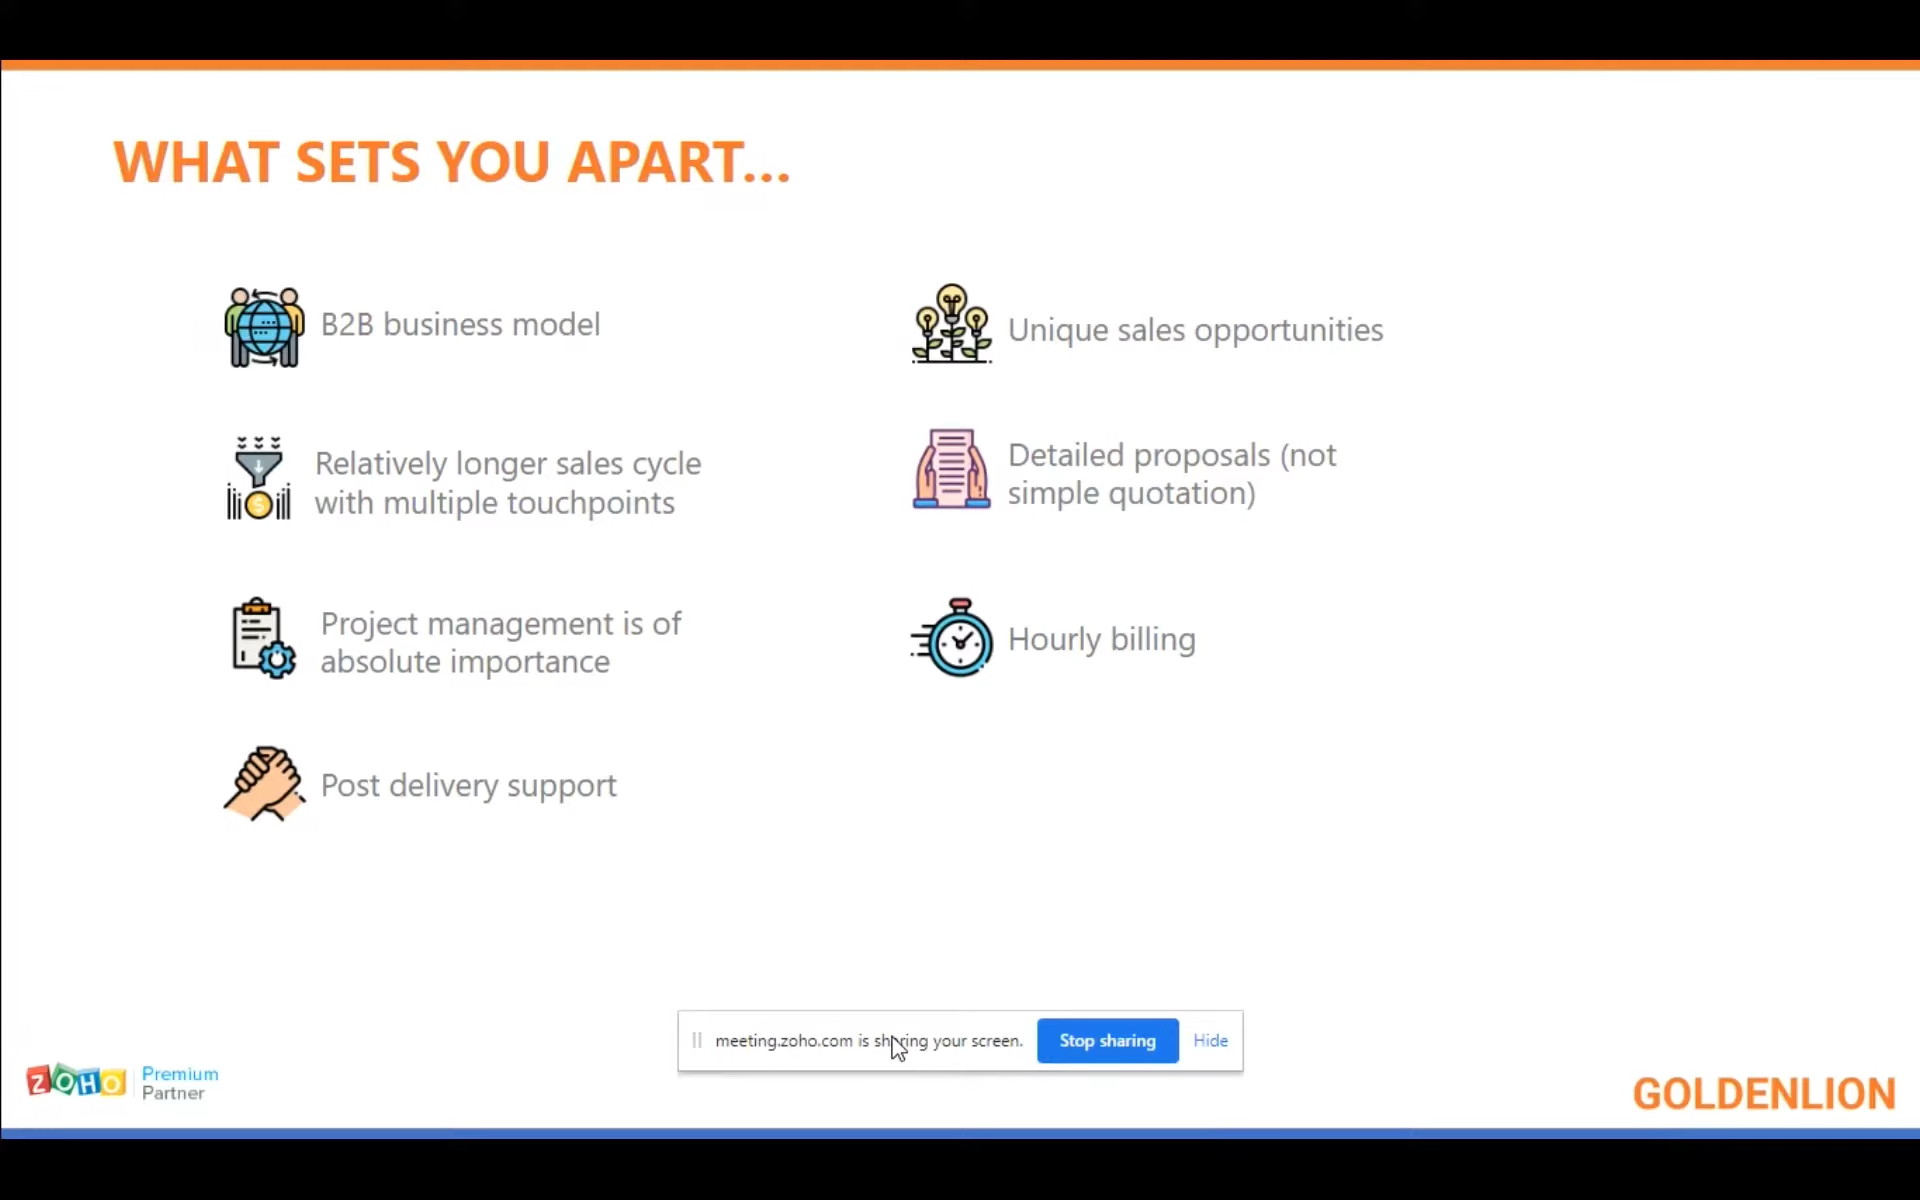 WHAT SETS YOU APART...
B2B business model
Unique sales opportunities
Relatively longer sales cycle
with multiple touchpoints
Detailed proposals (not
simple quotation)
Project management is of
absolute importance
Hourly billing
Post delivery support
meeting.zoho.com is sharing your screen. Stop sharing Hide
ZOHO Premium
Partner
GOLDENLION